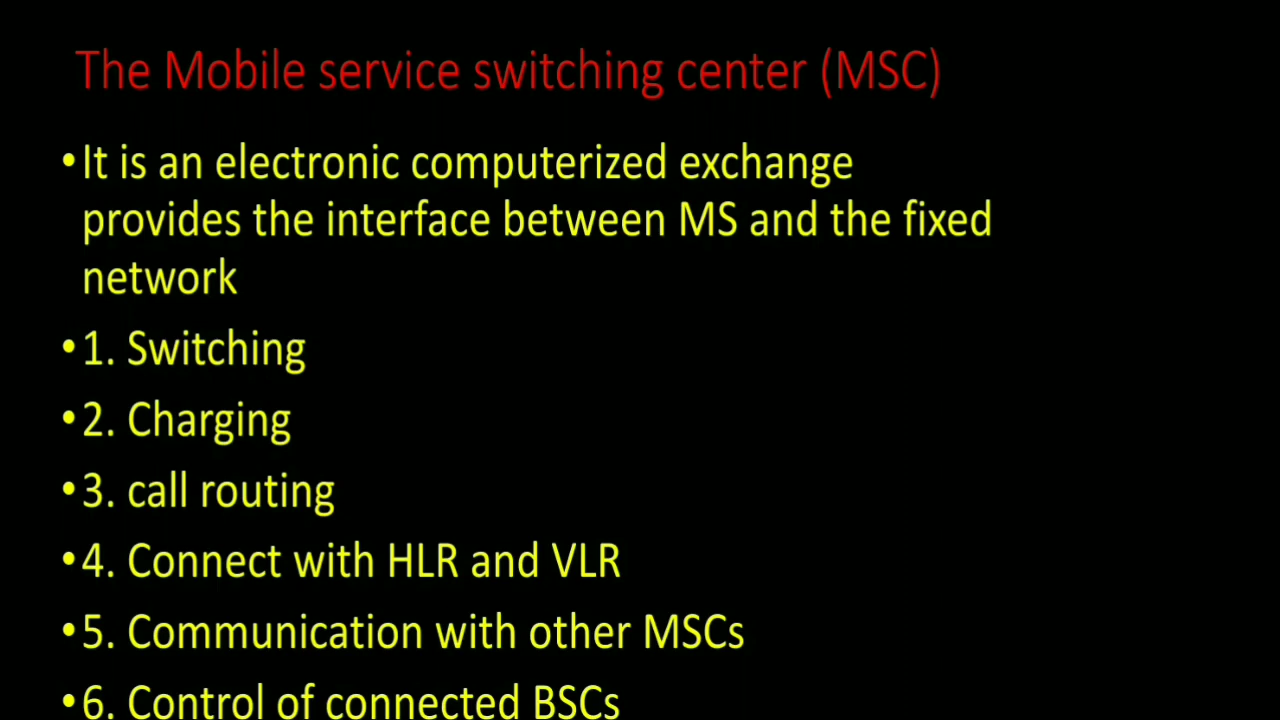 The Mobile service switching center (MSC)
•It is an electronic computerized exchange
provides the interface between MS and the fixed
network
•1. Switching
•2. Charging
•3. call routing
•4. Connect with HLR and VLR
•5. Communication with other MSCs
•6. Control of connected BSCs